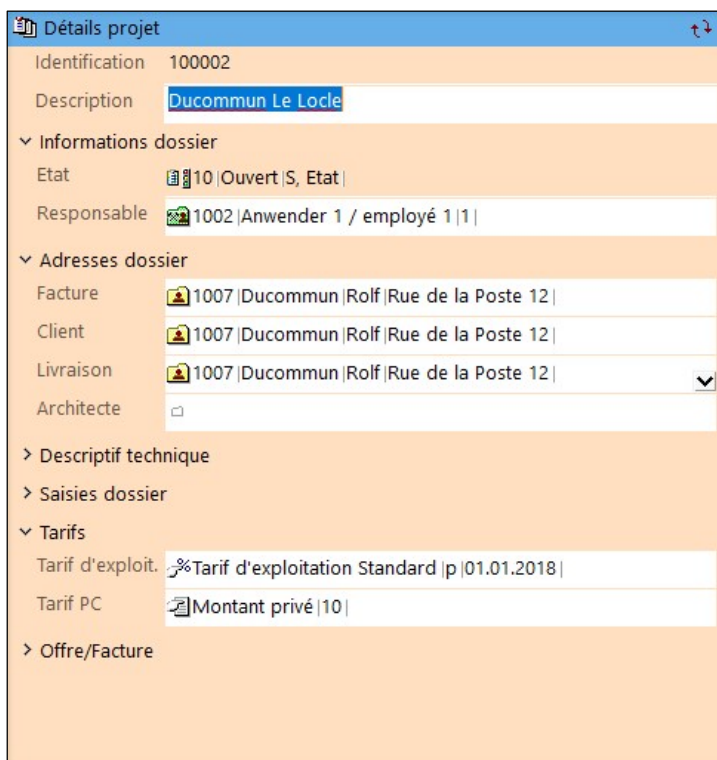 Détails projet
Identification 100002
Description Ducommun Le Locle
Informations dossier
Etat 10|Ouvert|S, Etat|
Responsable 1002|Anwender 1 / employé 1|1|
Adresses dossier
Facture 1007|Ducommun|Rolf|Rue de la Poste 12|
Client 1007|Ducommun|Rolf|Rue de la Poste 12|
Livraison 1007|Ducommun|Rolf|Rue de la Poste 12|
Architecte
Descriptif technique
Saisies dossier
Tarifs
Tarif d'exploit. Tarif d'exploitation Standard |p|01.01.2018|
Tarif PC Montant privé|10|
Offre/Facture